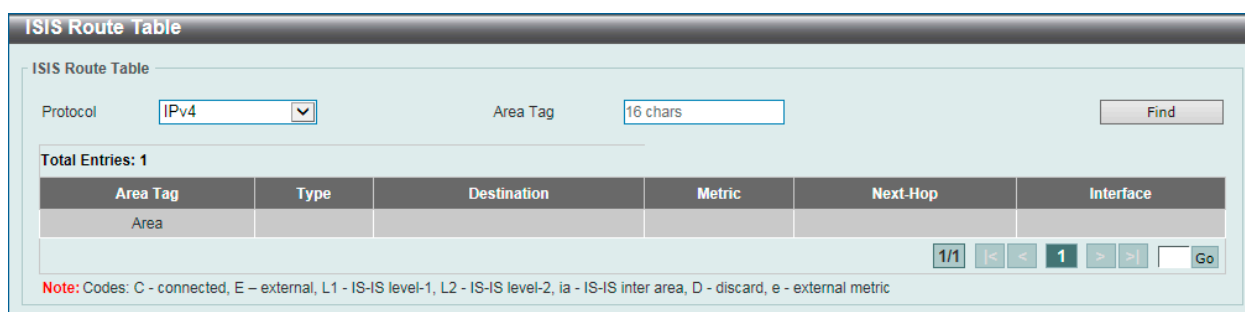 ISIS Route Table
ISIS Route Table
Protocol IPv4 Area Tag 16 chars Find
Total Entries: 1
Area Tag Type Destination Metric Next-Hop Interface
Area
1/1 |< < 1 > >| Go
Note: Codes: C - connected, E – external, L1 - IS-IS level-1, L2 - IS-IS level-2, ia - IS-IS inter area, D - discard, e - external metric